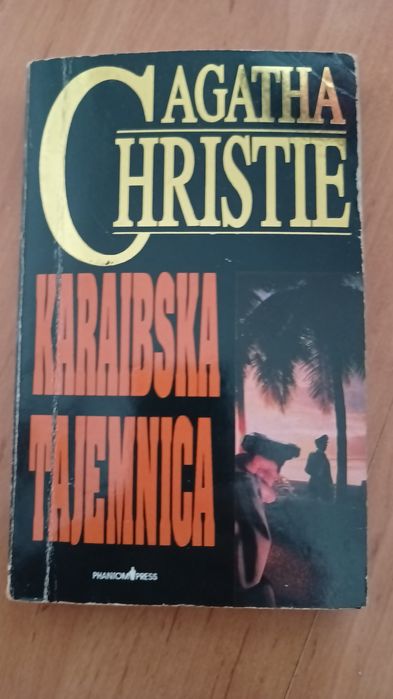 AGATHA
CHRISTIE
KARAIBSKA
TAJEMNICA
PHANTOM PRESS